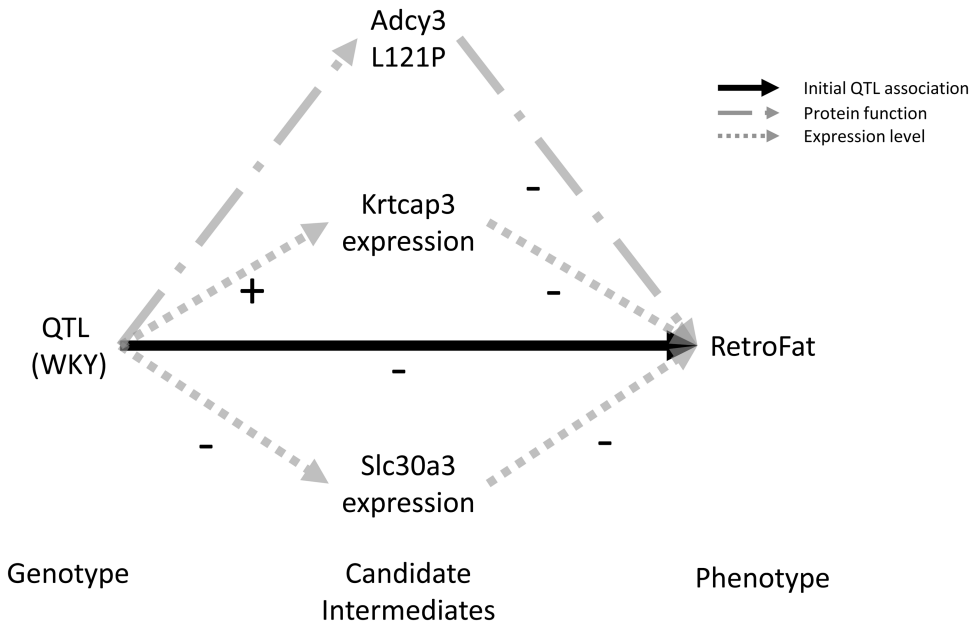 Adcy3
L121P
Initial QTL association
Protein function
Expression level
-
Krtcap3
expression
+
-
QTL
(WKY)
RetroFat
-
-
-
Slc30a3
expression
Genotype
Candidate
Intermediates
Phenotype